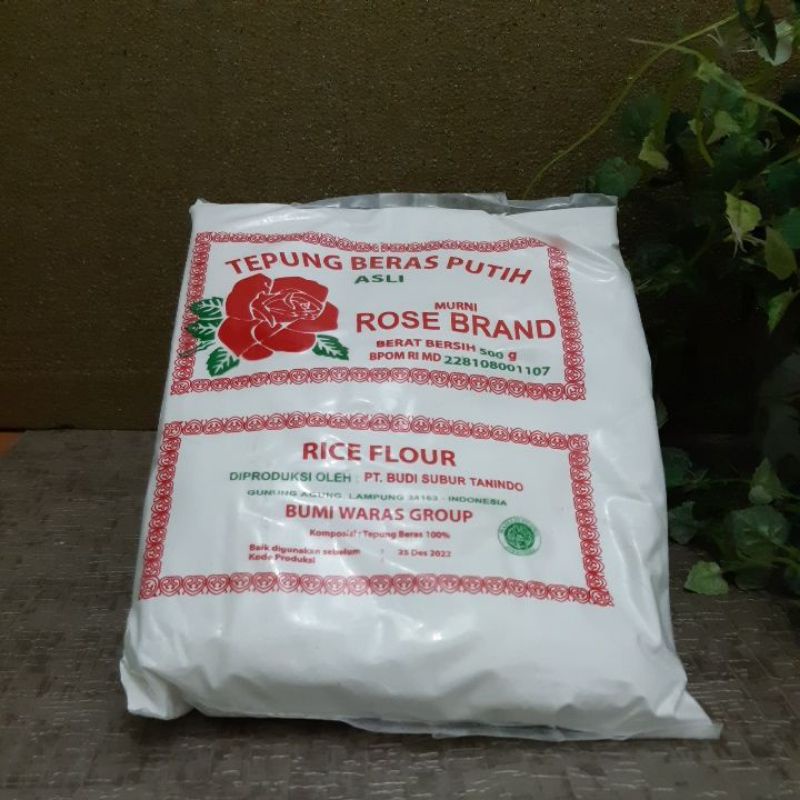 TEPUNG BERAS PUTIH
ASLI
MURNI
ROSE BRAND
BERAT BERSIH 500 g
BPOM RI MD 228108001107
RICE FLOUR
DIPRODUKSI OLEH : PT. BUDI SUBUR TANINDO
GUNUNG AGUNG, LAMPUNG 34163 - INDONESIA
BUMI WARAS GROUP
Komposisi : Tepung Beras 100%
Baik digunakan sebelum : 25 Des 2022
Kode Produksi :